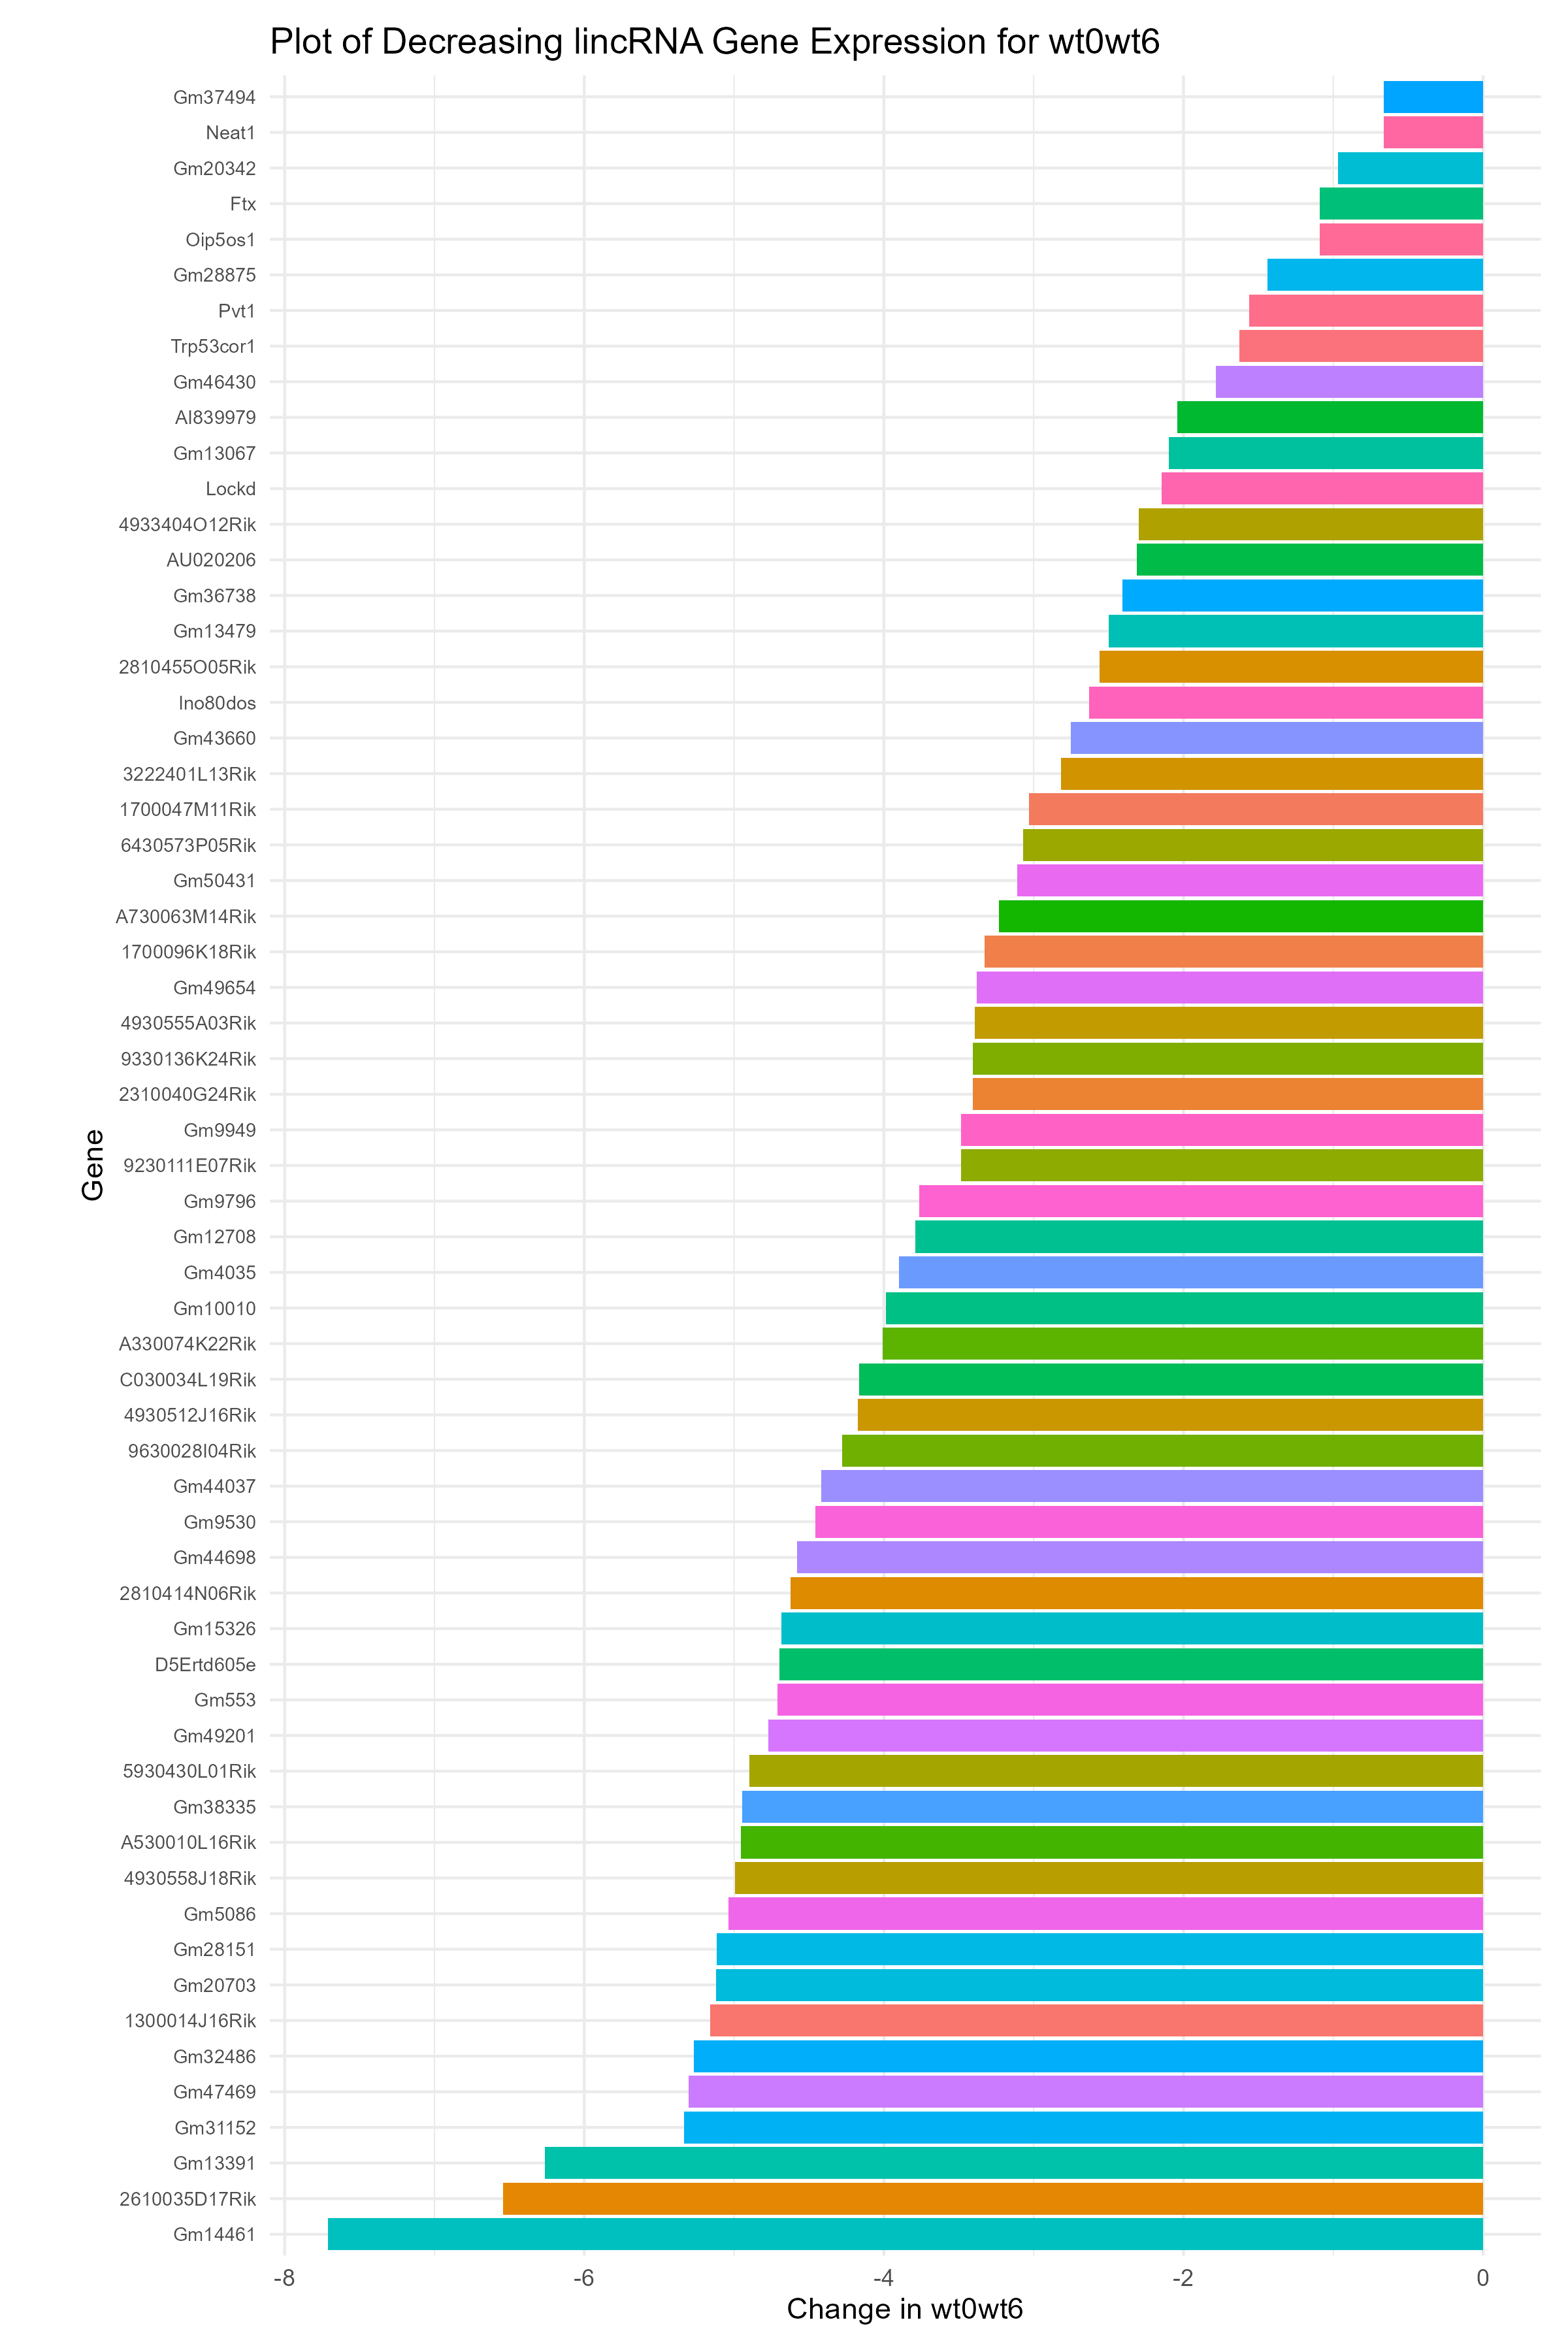 Plot of Decreasing lincRNA Gene Expression for wt0wt6
Gm37494
Neat1
Gm20342
Ftx
Oip5os1
Gm28875
Pvt1
Trp53cor1
Gm46430
AI839979
Gm13067
Lockd
4933404O12Rik
AU020206
Gm36738
Gm13479
2810455O05Rik
Ino80dos
Gm43660
3222401L13Rik
1700047M11Rik
6430573P05Rik
Gm50431
A730063M14Rik
1700096K18Rik
Gm49654
4930555A03Rik
9330136K24Rik
2310040G24Rik
Gm9949
9230111E07Rik
Gm9796
Gm12708
Gm4035
Gm10010
A330074K22Rik
C030034L19Rik
4930512J16Rik
9630028I04Rik
Gm44037
Gm9530
Gm44698
2810414N06Rik
Gm15326
D5Ertd605e
Gm553
Gm49201
5930430L01Rik
Gm38335
A530010L16Rik
4930558J18Rik
Gm5086
Gm28151
Gm20703
1300014J16Rik
Gm32486
Gm47469
Gm31152
Gm13391
2610035D17Rik
Gm14461
Gene
-8 -6 -4 -2 0
Change in wt0wt6